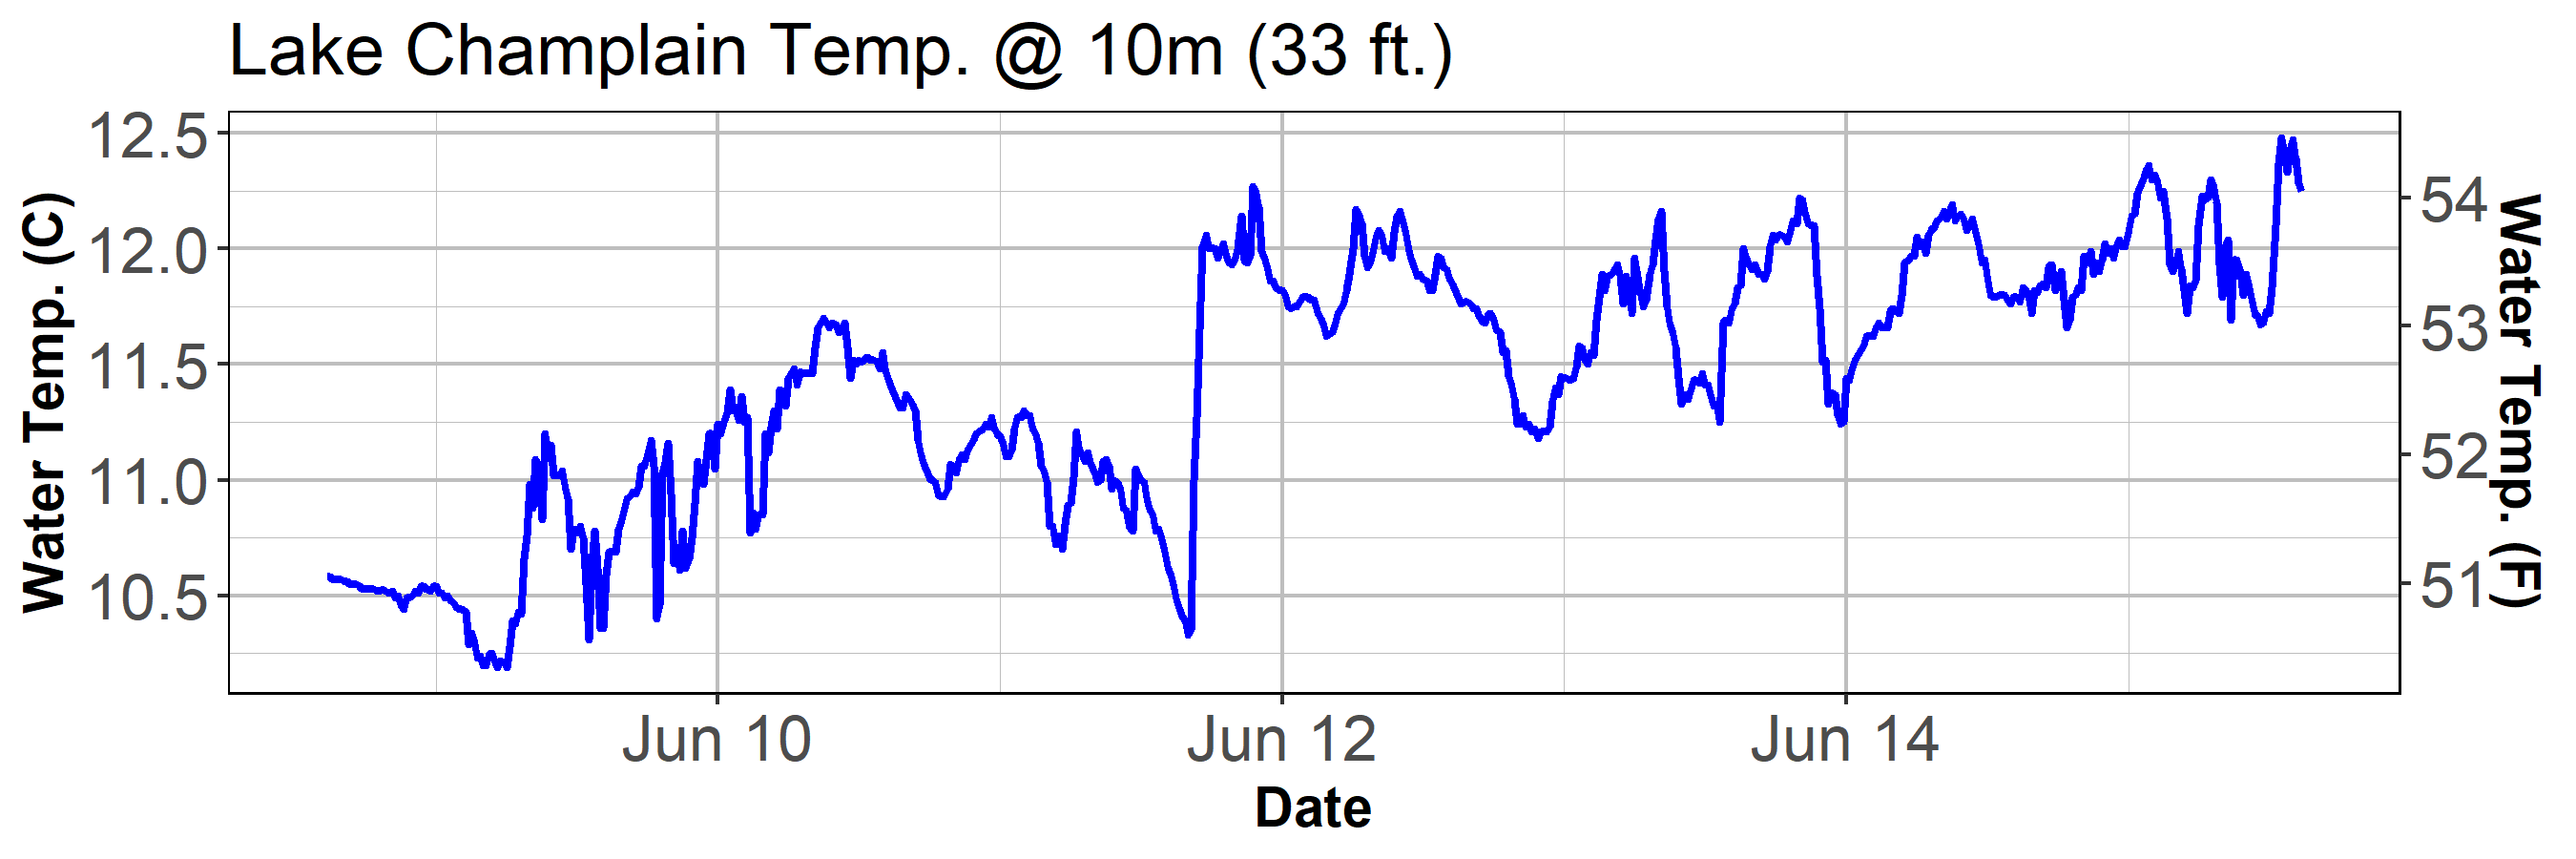 Lake Champlain Temp. @ 10m (33 ft.)
Water Temp. (C)
12.5
12.0
11.5
11.0
10.5
54
53
52
51
Water Temp. (F)
Jun 10
Jun 12
Jun 14
Date